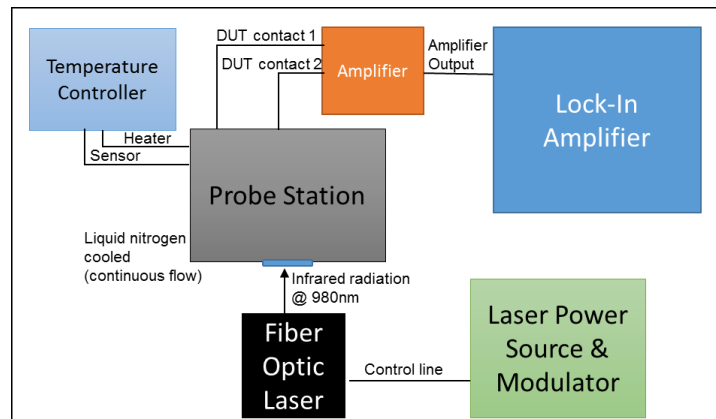 Temperature
Controller
DUT contact 1
DUT contact 2
Amplifier
Amplifier
Output
Lock-In
Amplifier
Heater
Sensor
Probe Station
Liquid nitrogen
cooled
(continuous flow)
Infrared radiation
@ 980nm
Fiber
Optic
Laser
Control line
Laser Power
Source &
Modulator